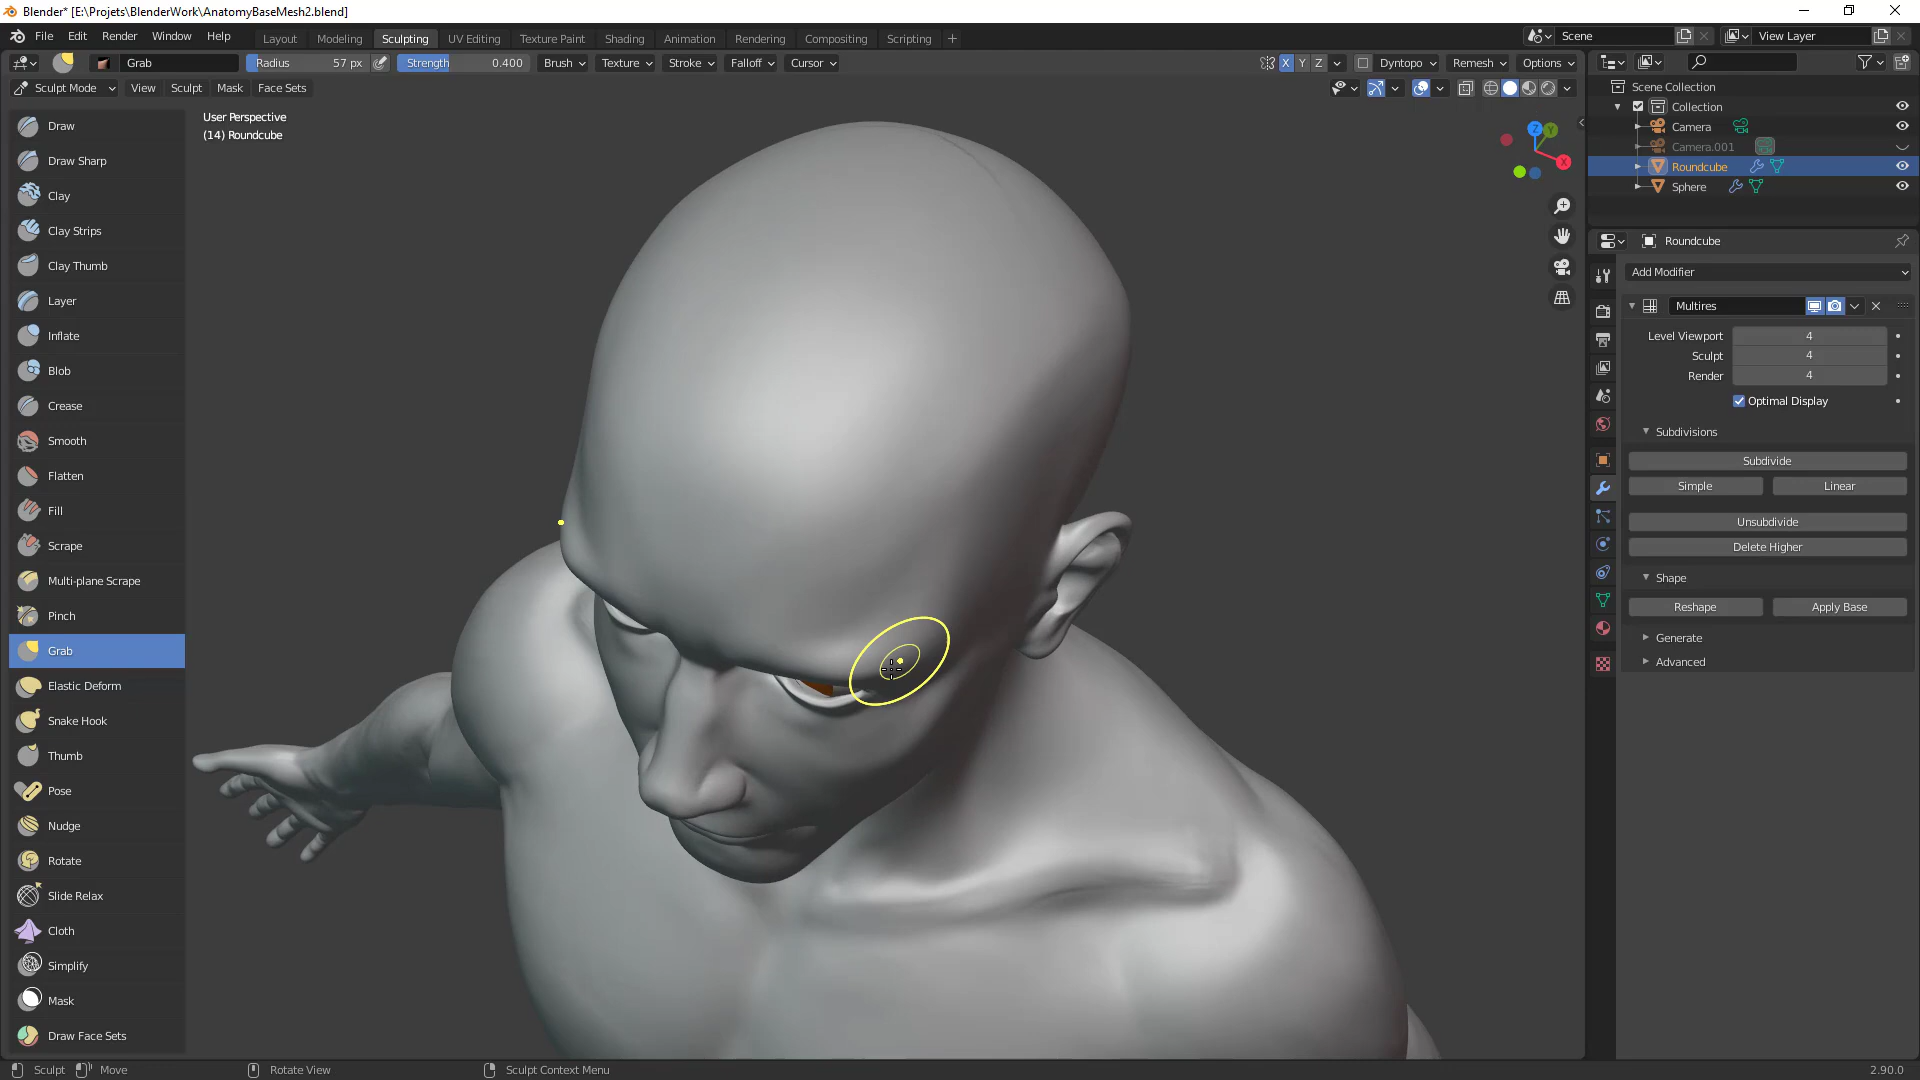 Blender* [E:\Projets\BlenderWork\AnatomyBaseMesh2.blend]
File Edit Render Window Help
Layout Modeling Sculpting UV Editing Texture Paint Shading Animation Rendering Compositing Scripting +
Scene View Layer
Grab Radius 57 px Strength 0.400 Brush Texture Stroke Falloff Cursor
X Y Z Dyntopo Remesh Options
Sculpt Mode View Sculpt Mask Face Sets
User Perspective
(14) Roundcube
Draw
Draw Sharp
Clay
Clay Strips
Clay Thumb
Layer
Inflate
Blob
Crease
Smooth
Flatten
Fill
Scrape
Multi-plane Scrape
Pinch
Grab
Elastic Deform
Snake Hook
Thumb
Pose
Nudge
Rotate
Slide Relax
Cloth
Simplify
Mask
Draw Face Sets
Z Y
X
Scene Collection
Collection
Camera
Camera.001
Roundcube
Sphere
Roundcube
Add Modifier
Multires
Level Viewport 4
Sculpt 4
Render 4
Optimal Display
Subdivisions
Subdivide
Simple Linear
Unsubdivide
Delete Higher
Shape
Reshape Apply Base
Generate
Advanced
Sculpt Move Rotate View Sculpt Context Menu 2.90.0